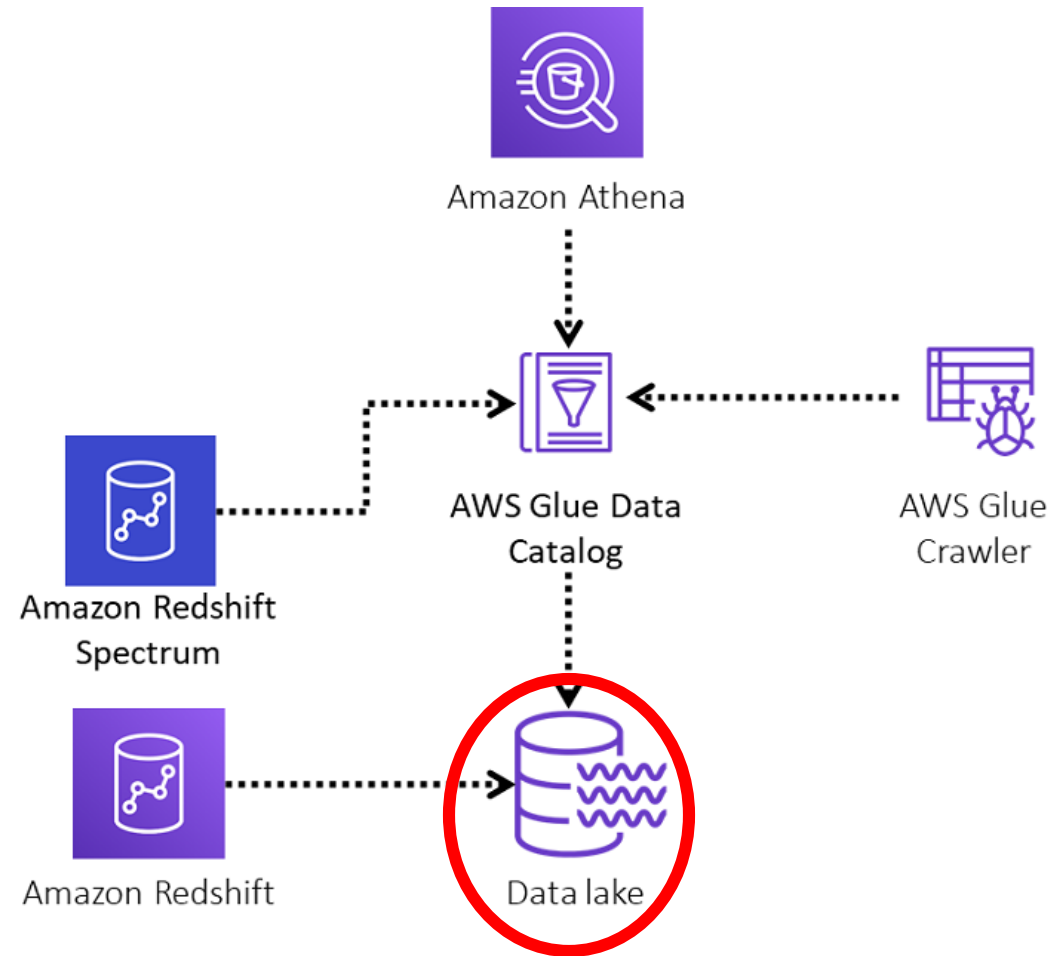 Amazon Athena
AWS Glue Data
Catalog
AWS Glue
Crawler
Amazon Redshift
Spectrum
Amazon Redshift
Data lake